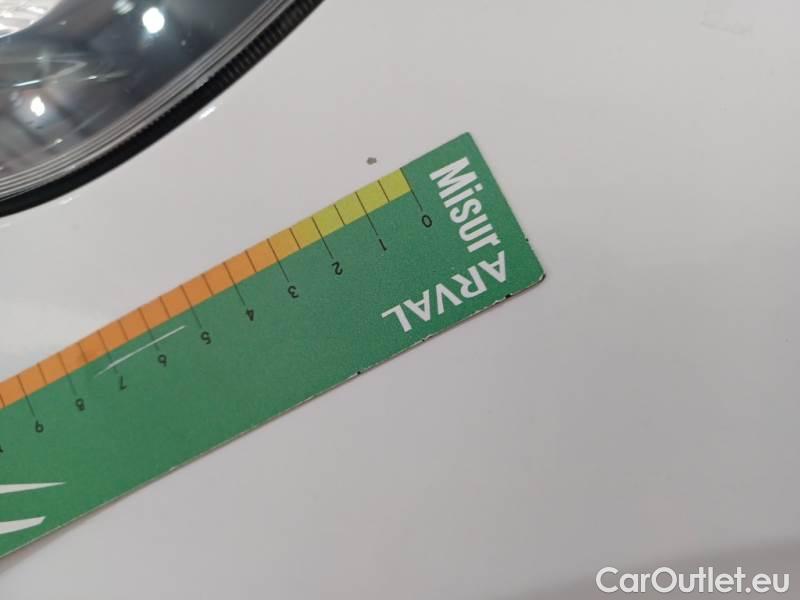 Misur
ARVAL
0 1 2 3 4 5 6 7 8 9
CarOutlet.eu